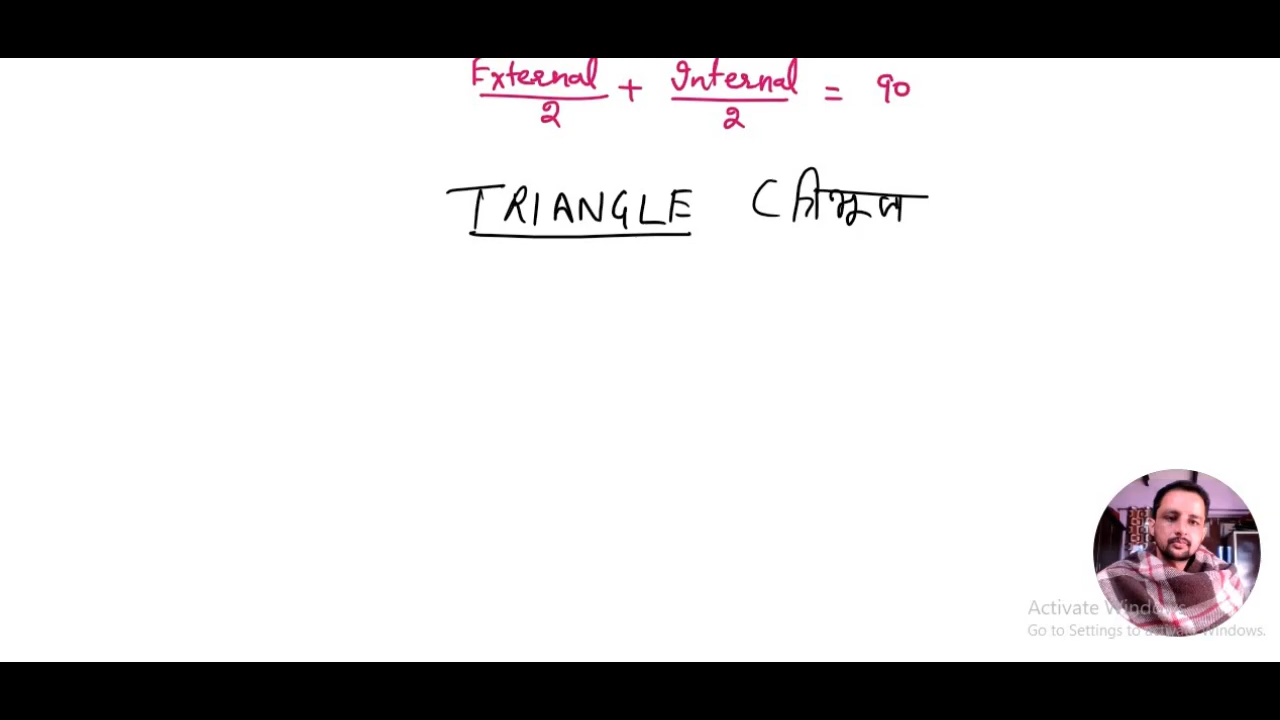 External/2 + Internal/2 = 90
TRIANGLE (त्रिभुज
Activate Windows
Go to Settings to activate Windows.